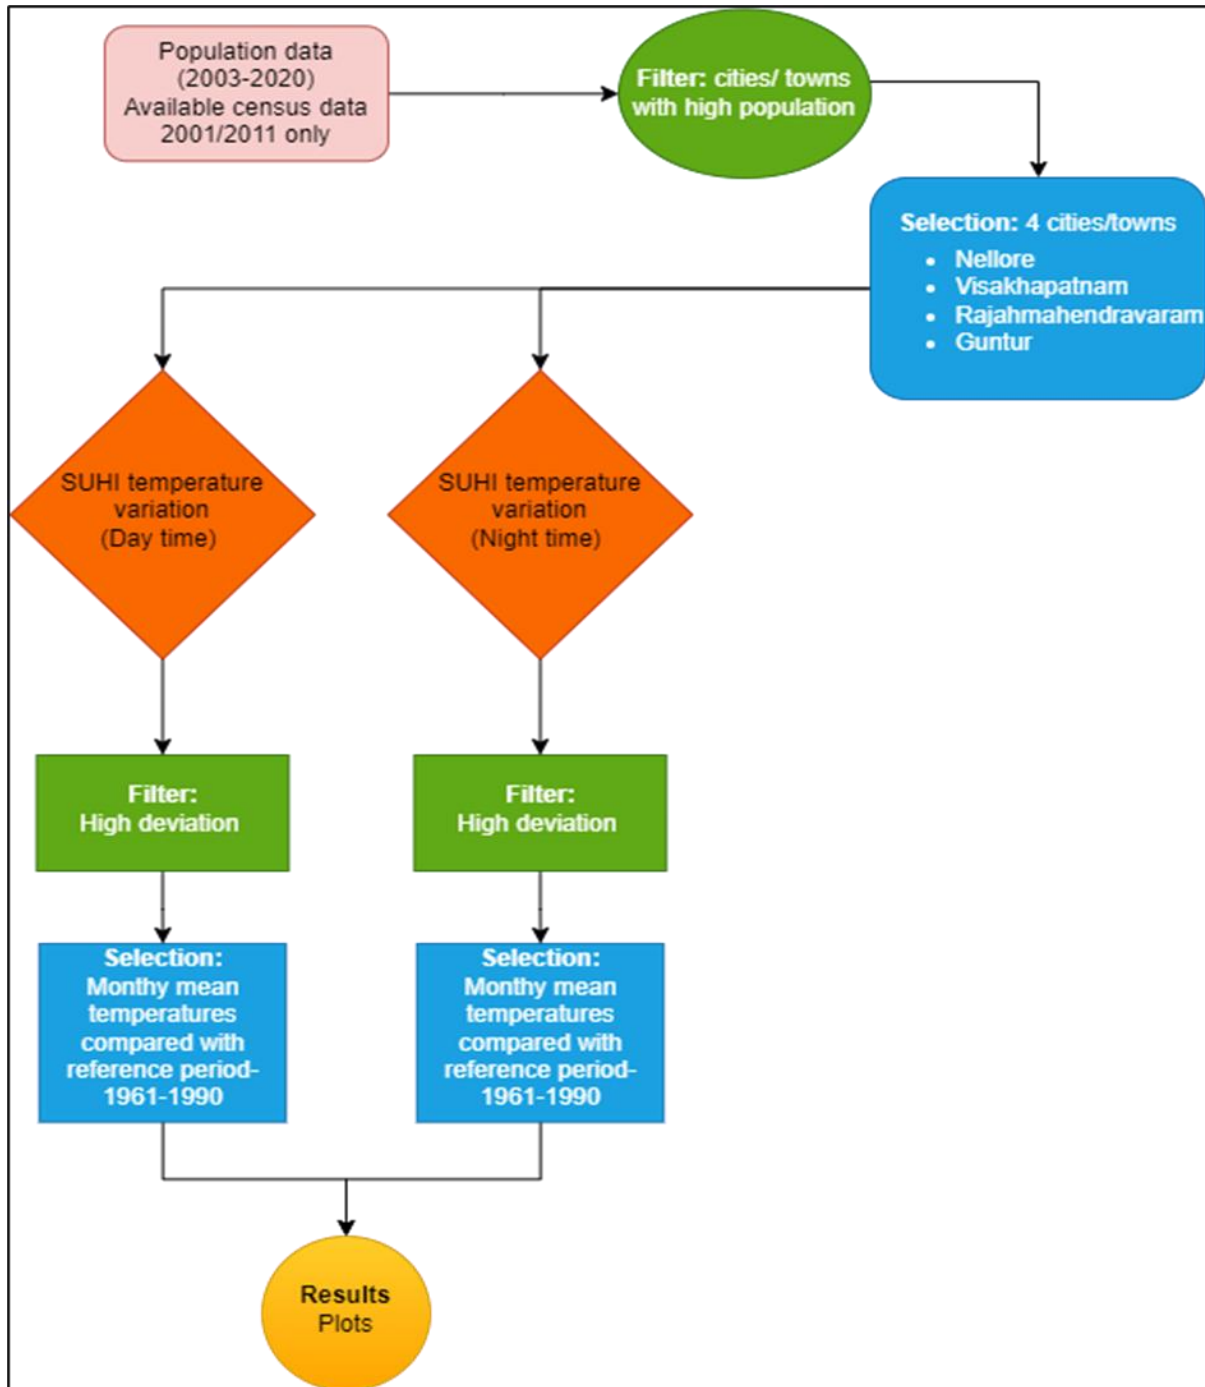 Population data
(2003-2020)
Available census data
2001/2011 only
Filter: cities/ towns
with high population
Selection: 4 cities/towns
• Nellore
• Visakhapatnam
• Rajahmahendravaram
• Guntur
SUHI temperature
variation
(Day time)
SUHI temperature
variation
(Night time)
Filter:
High deviation
Filter:
High deviation
Selection:
Monthy mean
temperatures
compared with
reference period-
1961-1990
Selection:
Monthy mean
temperatures
compared with
reference period-
1961-1990
Results
Plots